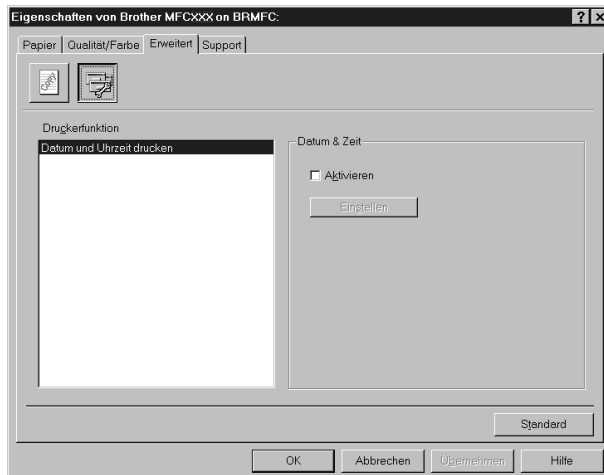 Eigenschaften von Brother MFCXXX on BRMFC:
Papier Qualität/Farbe Erweitert Support
Druckerfunktion
Datum und Uhrzeit drucken
Datum & Zeit
Aktivieren
Einstellen
Standard
OK Abbrechen Übernehmen Hilfe